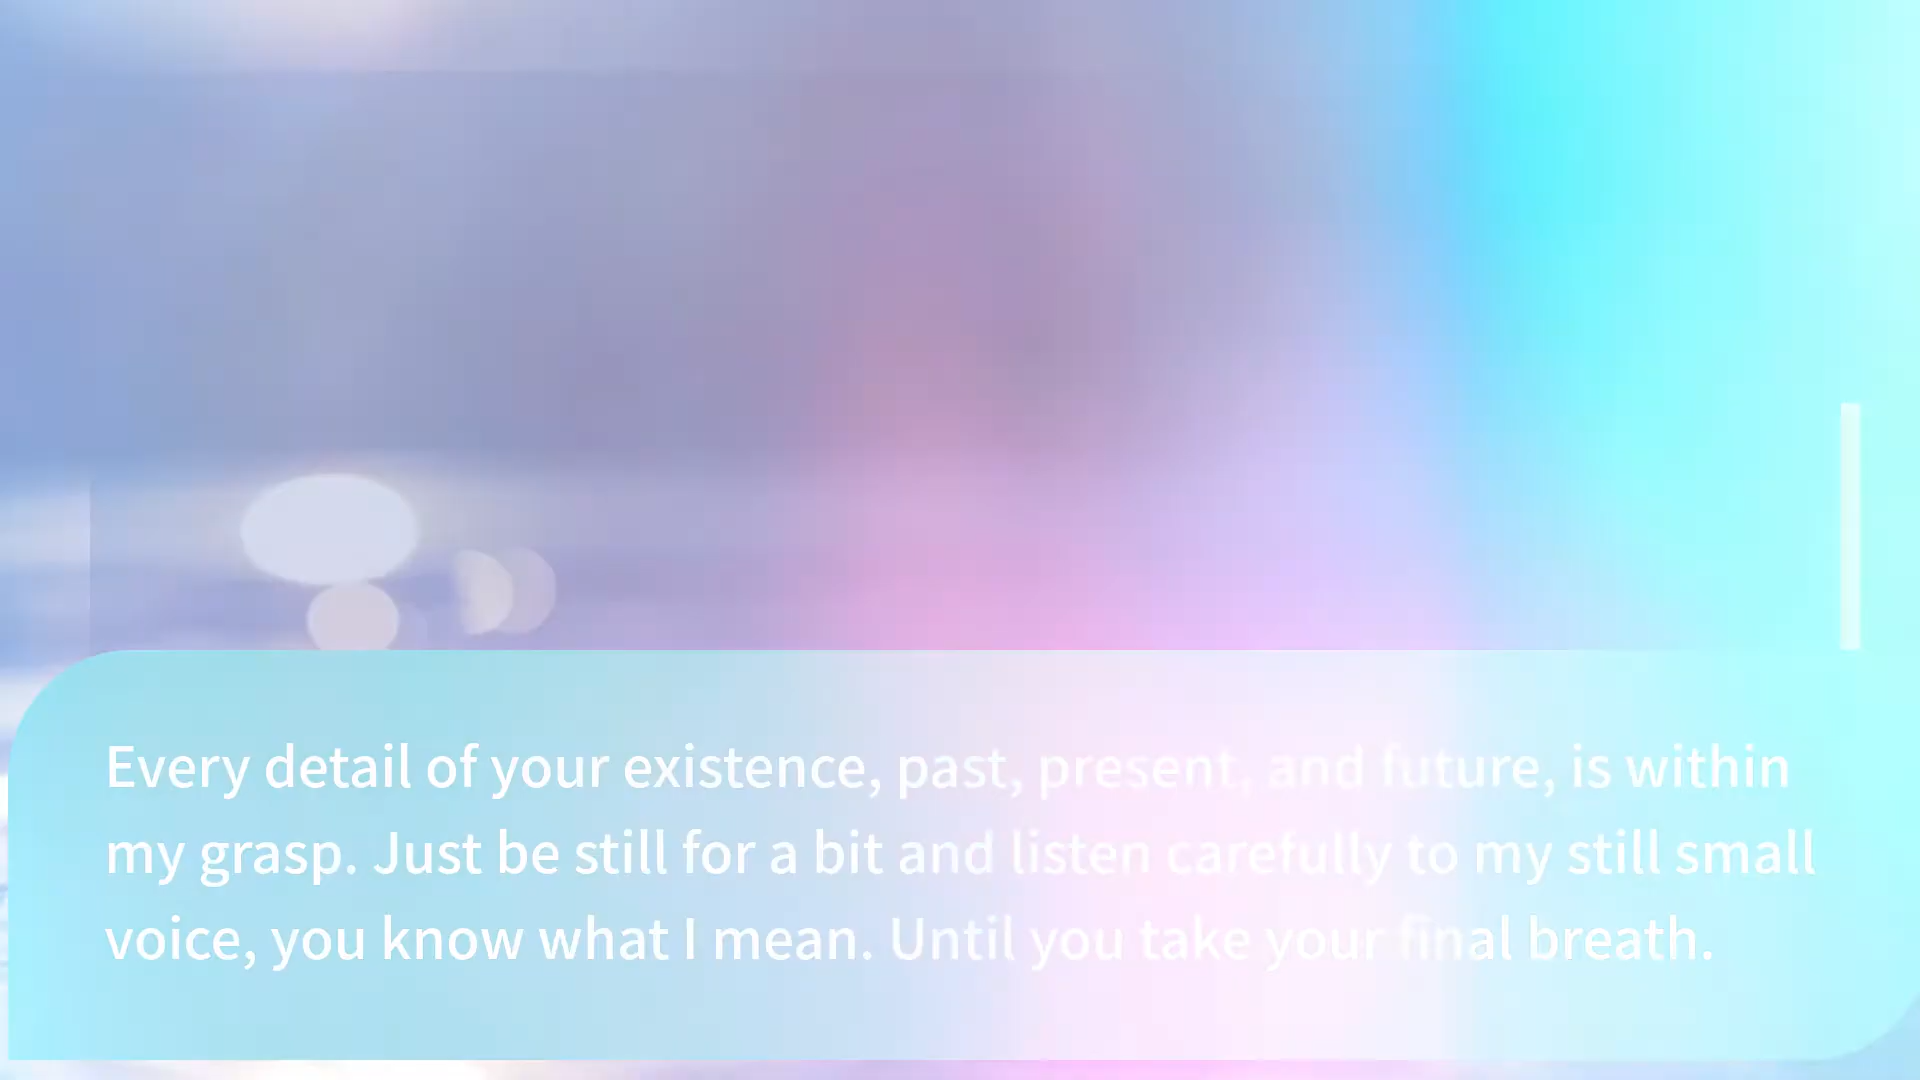 Every detail of your existence, past, present, and future, is within
my grasp. Just be still for a bit and listen carefully to my still small
voice, you know what I mean. Until you take your final breath.